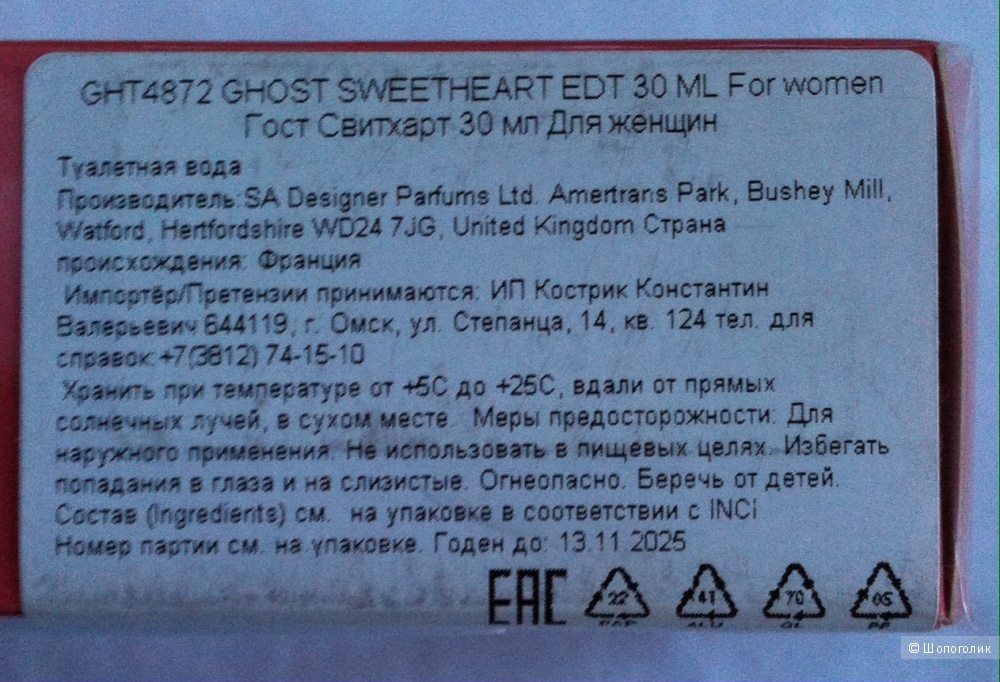 GHT4872 GHOST SWEETHEART EDT 30 ML For women
Гост Свитхарт 30 мл Для женщин
Туалетная вода
Производитель:SA Designer Parfums Ltd. Amertrans Park, Bushey Mill,
Watford, Hertfordshire WD24 7JG, United Kingdom Страна
происхождения: Франция
Импортёр/Претензии принимаются: ИП Кострик Константин
Валерьевич 644119, г. Омск, ул. Степанца, 14, кв. 124 тел. для
справок:+7(3812) 74-15-10
Хранить при температуре от +5С до +25С, вдали от прямых
солнечных лучей, в сухом месте. Меры предосторожности: Для
наружного применения. Не использовать в пищевых целях. Избегать
попадания в глаза и на слизистые. Огнеопасно. Беречь от детей.
Состав (Ingredients) см. на упаковке в соответствии с INCI
Номер партии см. на упаковке. Годен до: 13.11 2025
EAC 22 41 70
© Шопоголик